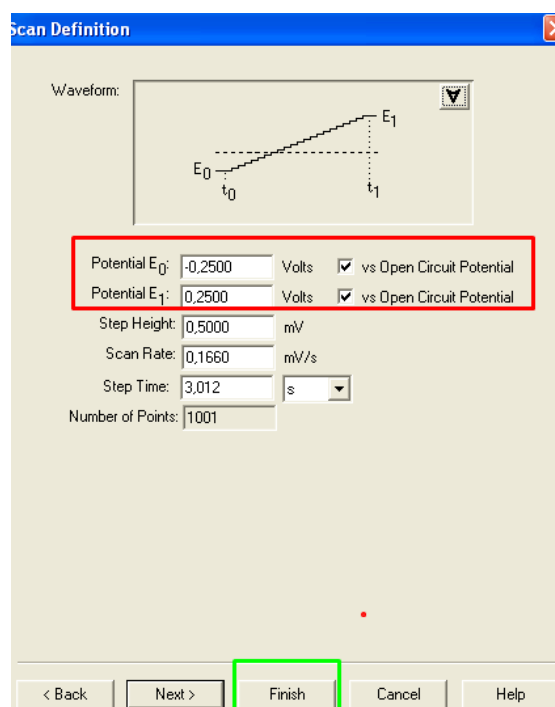 Scan Definition
Waveform:
E1
E0
t0
t1
Potential E0: -0,2500 Volts vs Open Circuit Potential
Potential E1: 0,2500 Volts vs Open Circuit Potential
Step Height: 0,5000 mV
Scan Rate: 0,1660 mV/s
Step Time: 3,012 s
Number of Points: 1001
< Back Next > Finish Cancel Help